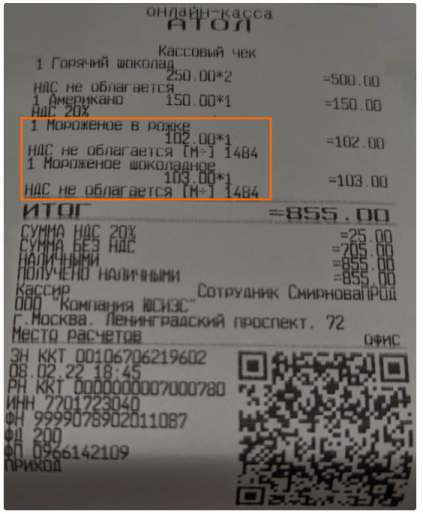 ОНЛАЙН-КАССА
АТОЛ
Кассовый чек
1 Горячий шоколад
250.00*2 =500.00
НДС не облагается
1 Американо 150.00*1 =150.00
НДС 20%
1 Мороженое в рожке
102.00*1 =102.00
НДС не облагается [М+] 1484
1 Мороженое шоколадное
103.00*1 =103.00
НДС не облагается [М+] 1484
ИТОГ =855.00
СУММА НДС 20% =25.00
СУММА БЕЗ НДС =705.00
НАЛИЧНЫМИ =855.00
ПОЛУЧЕНО НАЛИЧНЫМИ =855.00
Кассир Сотрудник СмирноваПРОД
ООО "Компания ЮСИЭС"
г.Москва, Ленинградский проспект, 72
Место расчетов ОФИС
ЗН ККТ 00106706219602
08.02.22 18:45
РН ККТ 0000000007000780
ИНН 7701723040
ФН 9999078902011087
ФД 200
ФП 0966142109
ПРИХОД